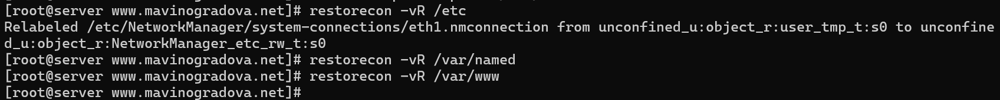 [root@server www.mavinogradova.net]# restorecon -vR /etc
Relabeled /etc/NetworkManager/system-connections/eth1.nmconnection from unconfined_u:object_r:user_tmp_t:s0 to unconfine
d_u:object_r:NetworkManager_etc_rw_t:s0
[root@server www.mavinogradova.net]# restorecon -vR /var/named
[root@server www.mavinogradova.net]# restorecon -vR /var/www
[root@server www.mavinogradova.net]#